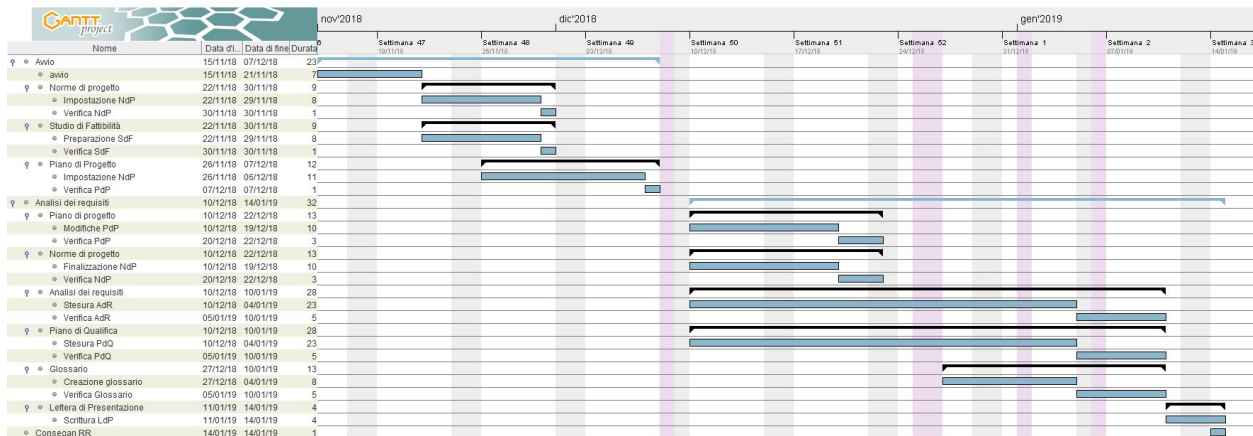 GANTT project
nov'2018 dic'2018 gen'2019
Nome Data d'i... Data di fine Durata
6 Settimana 47 Settimana 48 Settimana 49 Settimana 50 Settimana 51 Settimana 52 Settimana 1 Settimana 2 Settimana 3
19/11/18 26/11/18 03/12/18 10/12/18 17/12/18 24/12/18 31/12/18 07/01/19 14/01/19
Avvio 15/11/18 07/12/18 23
avvio 15/11/18 21/11/18 7
Norme di progetto 22/11/18 30/11/18 9
Impostazione NdP 22/11/18 29/11/18 8
Verifica NdP 30/11/18 30/11/18 1
Studio di Fattibilità 22/11/18 30/11/18 9
Preparazione SdF 22/11/18 29/11/18 8
Verifica SdF 30/11/18 30/11/18 1
Piano di Progetto 26/11/18 07/12/18 12
Impostazione NdP 26/11/18 06/12/18 11
Verifica PdP 07/12/18 07/12/18 1
Analisi dei requisiti 10/12/18 14/01/19 32
Piano di progetto 10/12/18 22/12/18 13
Modifiche PdP 10/12/18 19/12/18 10
Verifica PdP 20/12/18 22/12/18 3
Norme di progetto 10/12/18 22/12/18 13
Finalizzazione NdP 10/12/18 19/12/18 10
Verifica NdP 20/12/18 22/12/18 3
Analisi dei requisiti 10/12/18 10/01/19 28
Stesura AdR 10/12/18 04/01/19 23
Verifica AdR 05/01/19 10/01/19 5
Piano di Qualifica 10/12/18 10/01/19 28
Stesura PdQ 10/12/18 04/01/19 23
Verifica PdQ 05/01/19 10/01/19 5
Glossario 27/12/18 10/01/19 13
Creazione glossario 27/12/18 04/01/19 8
Verifica Glossario 05/01/19 10/01/19 5
Lettera di Presentazione 11/01/19 14/01/19 4
Scrittura LdP 11/01/19 14/01/19 4
Consegan RR 14/01/19 14/01/19 1